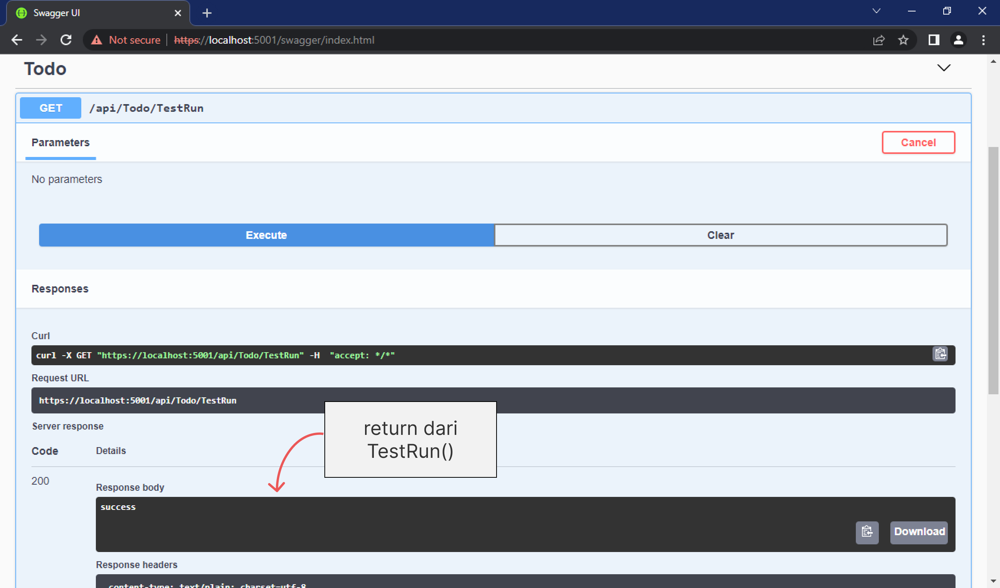 Swagger UI
Not secure | https://localhost:5001/swagger/index.html
Todo
GET /api/Todo/TestRun
Parameters
Cancel
No parameters
Execute
Clear
Responses
Curl
curl -X GET "https://localhost:5001/api/Todo/TestRun" -H  "accept: */*"
Request URL
https://localhost:5001/api/Todo/TestRun
return dari
TestRun()
Server response
Code Details
200
Response body
success
Download
Response headers
content-type: text/plain; charset=utf-8